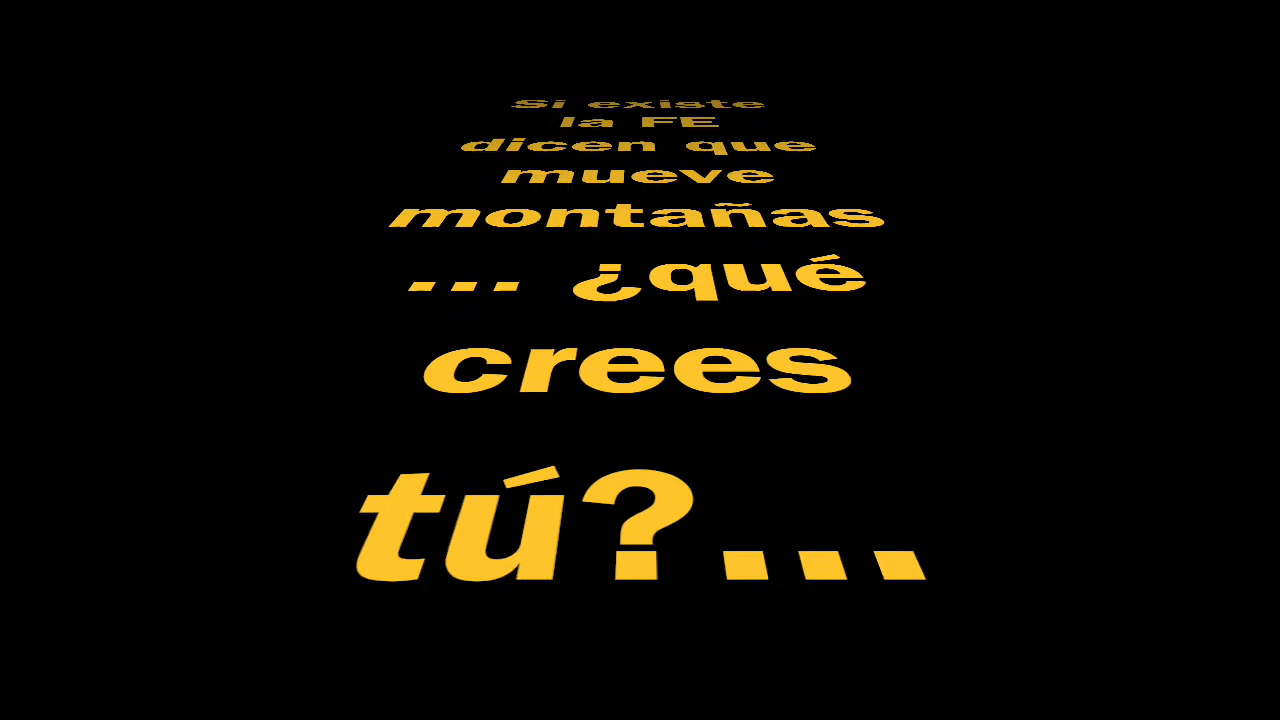 Si existe
la FE
dicen que
mueve
montañas
... ¿qué
crees
tú?...